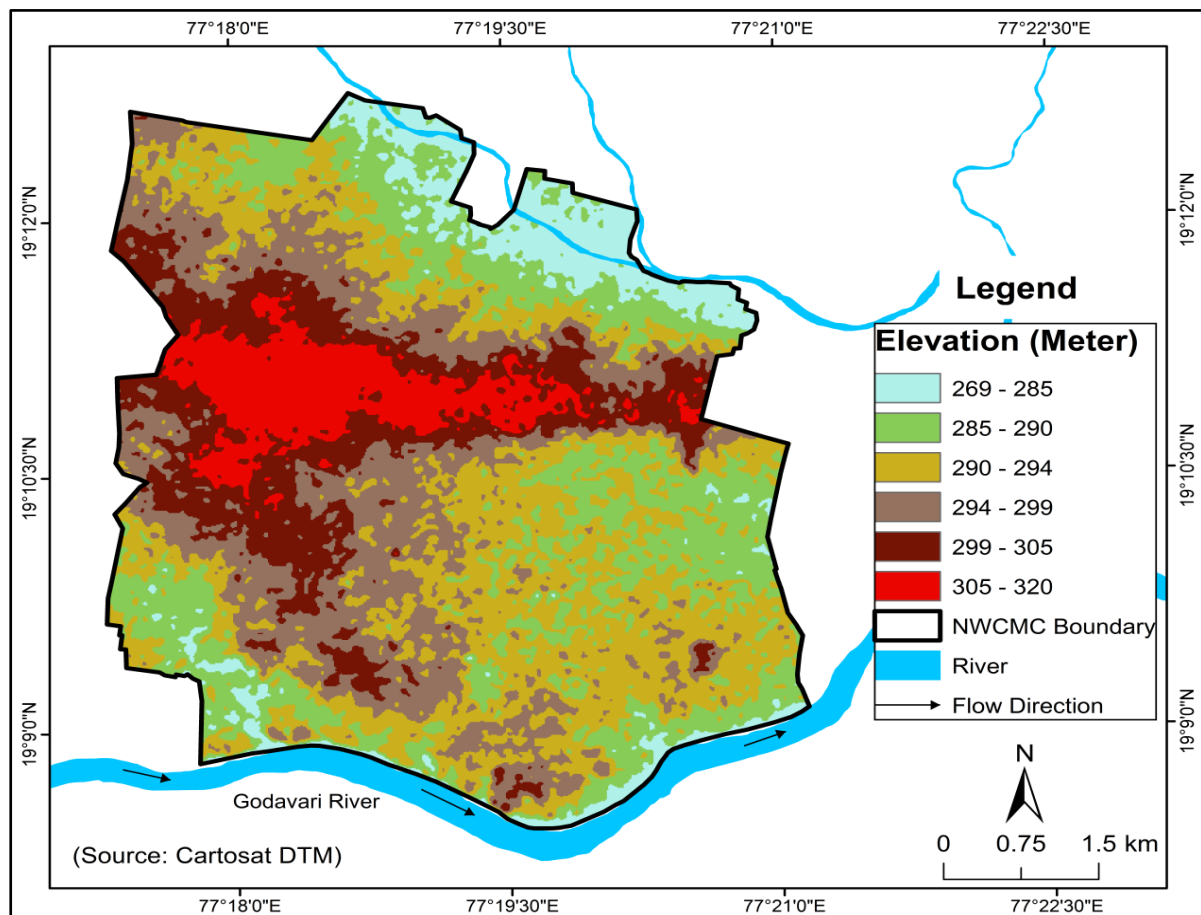 77°18'0"E 77°19'30"E 77°21'0"E 77°22'30"E
19°12'0"N 19°12'0"N
Legend
Elevation (Meter)
269 - 285
285 - 290
290 - 294
294 - 299
299 - 305
305 - 320
NWCMC Boundary
River
Flow Direction
19°10'30"N 19°10'30"N
19°9'0"N 19°9'0"N
Godavari River
N
0 0.75 1.5 km
(Source: Cartosat DTM)
77°18'0"E 77°19'30"E 77°21'0"E 77°22'30"E